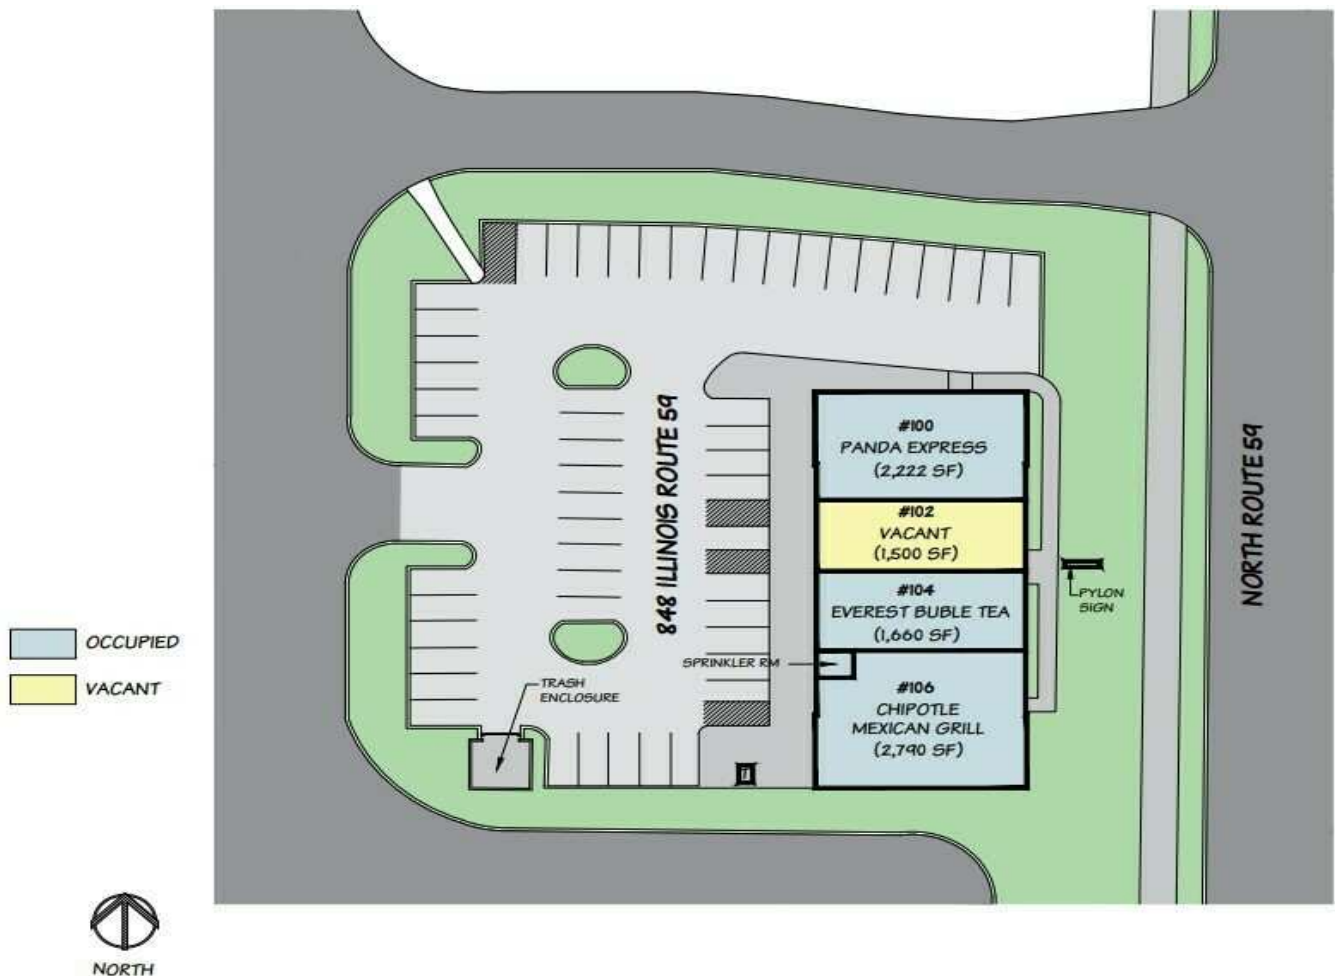 #100
PANDA EXPRESS
(2,222 SF)
#102
VACANT
(1,500 SF)
#104
EVEREST BUBLE TEA
(1,660 SF)
SPRINKLER RM
#106
CHIPOTLE
MEXICAN GRILL
(2,790 SF)
848 ILLINOIS ROUTE 59
NORTH ROUTE 59
PYLON
SIGN
TRASH
ENCLOSURE
OCCUPIED
VACANT
NORTH